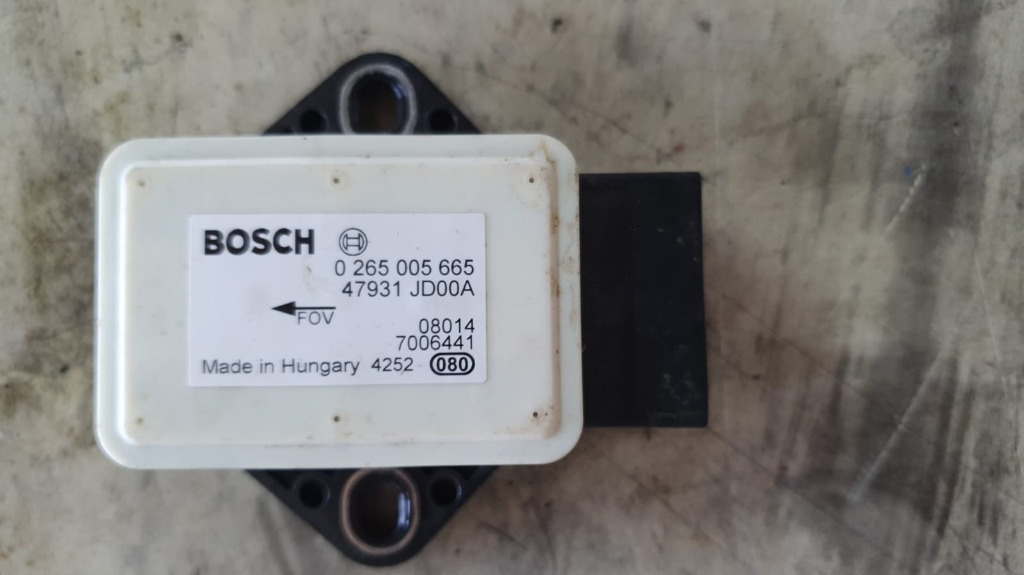 BOSCH
0 265 005 665
47931 JD00A
FOV
08014
7006441
Made in Hungary 4252 080